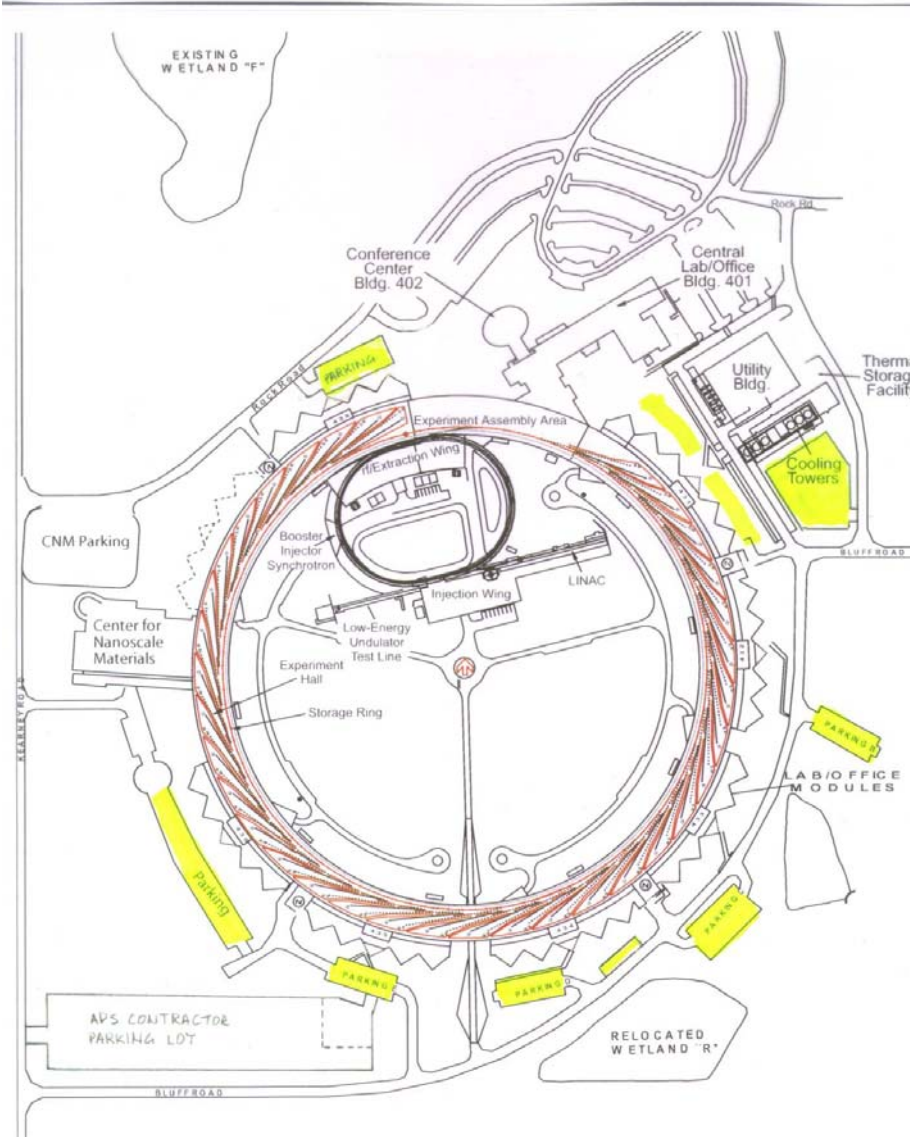 EXISTING
WETLAND "F"
Rock Rd
Conference
Center
Bldg. 402
Central
Lab/Office
Bldg. 401
PARKING
ROCK ROAD
Utility
Bldg.
Therma
Storag
Facilit
Experiment Assembly Area
rf/Extraction Wing
Cooling
Towers
CNM Parking
Booster
Injector
Synchrotron
BLUFF ROAD
LINAC
Injection Wing
Center for
Nanoscale
Materials
Low-Energy
Undulator
Test Line
Experiment
Hall
KEARNEY ROAD
Storage Ring
PARKING
LAB/OFFICE
MODULES
Parking
PARKING
PARKING
PARKING
APS CONTRACTOR
PARKING LOT
RELOCATED
WETLAND "R"
BLUFF ROAD